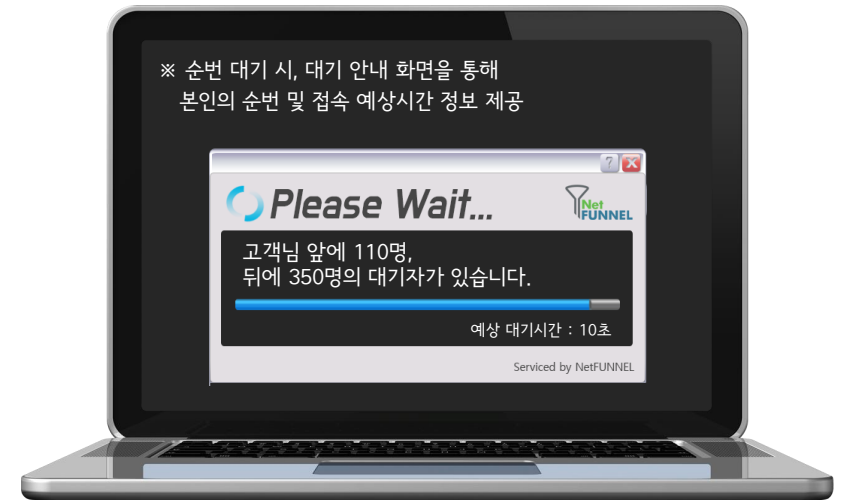 ※ 순번 대기 시, 대기 안내 화면을 통해
본인의 순번 및 접속 예상시간 정보 제공
?
Please Wait...
Net
FUNNEL
고객님 앞에 110명,
뒤에 350명의 대기자가 있습니다.
예상 대기시간 : 10초
Serviced by NetFUNNEL